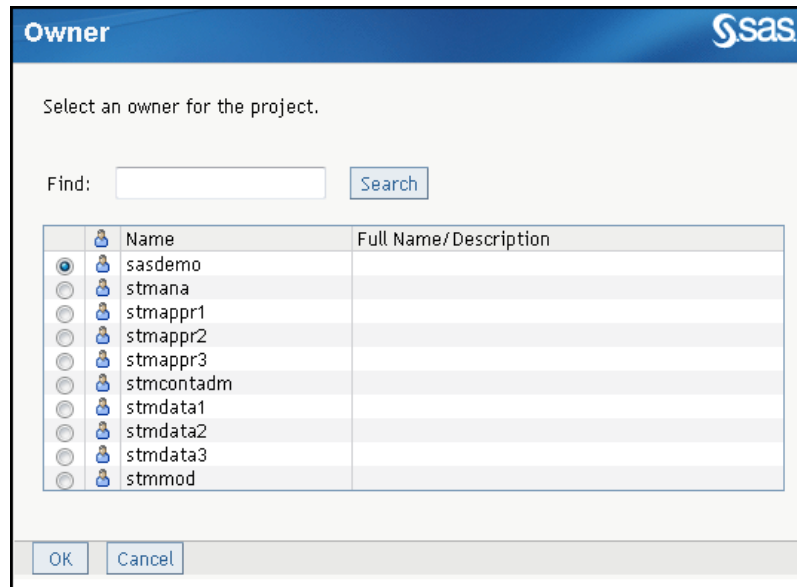 Owner
sas
Select an owner for the project.
Find:
Search
Name Full Name/Description
sasdemo
stmana
stmappr1
stmappr2
stmappr3
stmcontadm
stmdata1
stmdata2
stmdata3
stmmod
OK Cancel